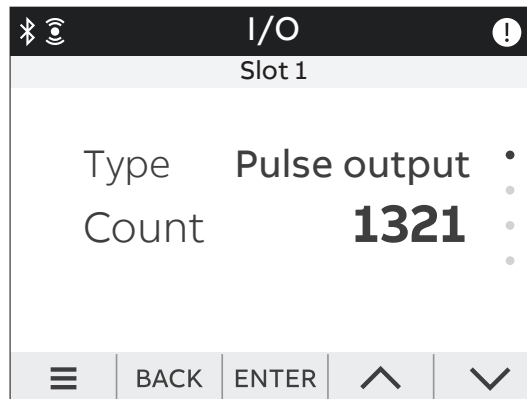 I/O
Slot 1
Type Pulse output
Count 1321
BACK ENTER